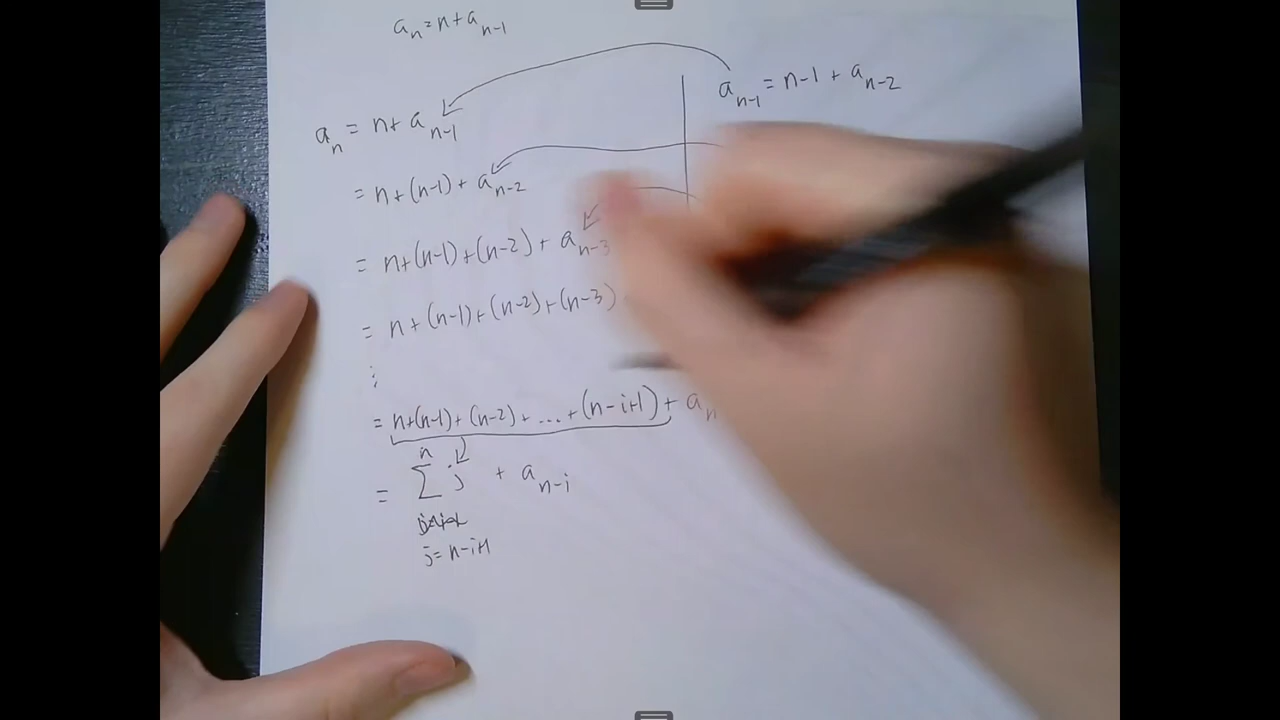 aₙ = n + aₙ₋₁
aₙ₋₁ = n-1 + aₙ₋₂
aₙ = n + aₙ₋₁
= n + (n-1) + aₙ₋₂
= n + (n-1) + (n-2) + aₙ₋₃
= n + (n-1) + (n-2) + (n-3)
⋮
= n + (n-1) + (n-2) + ... + (n-i+1) + aₙ
n
= ∑ j + aₙ₋ᵢ
j = n-i+1